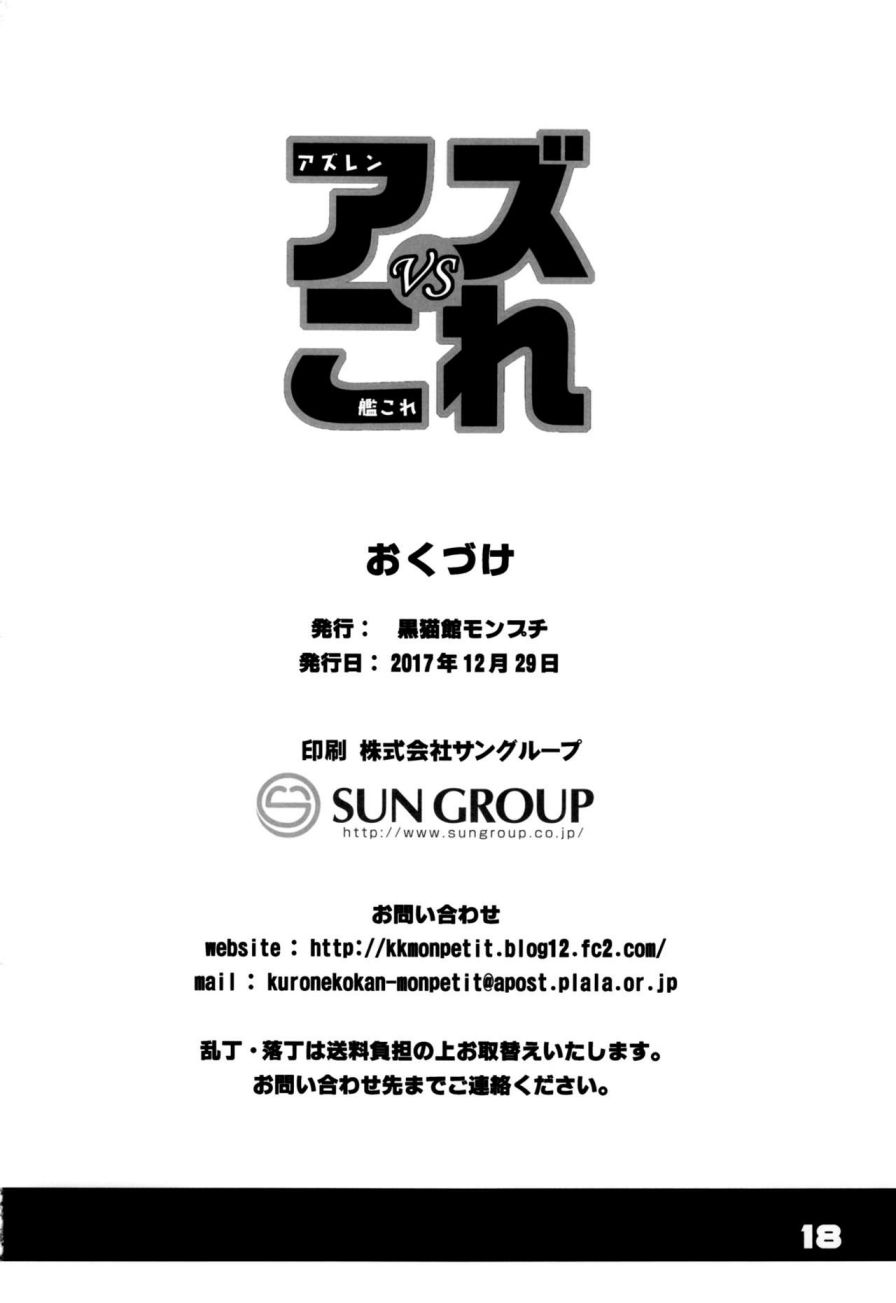 アズレン
アズ
VS
これ
艦これ
おくづけ
発行： 黒猫館モンプチ
発行日： 2017年12月29日
印刷 株式会社サングループ
SUN GROUP
http://www.sungroup.co.jp/
お問い合わせ
website : http://kkmonpetit.blog12.fc2.com/
mail : kuronekokan-monpetit@apost.plala.or.jp
乱丁・落丁は送料負担の上お取替えいたします。
お問い合わせ先までご連絡ください。
18